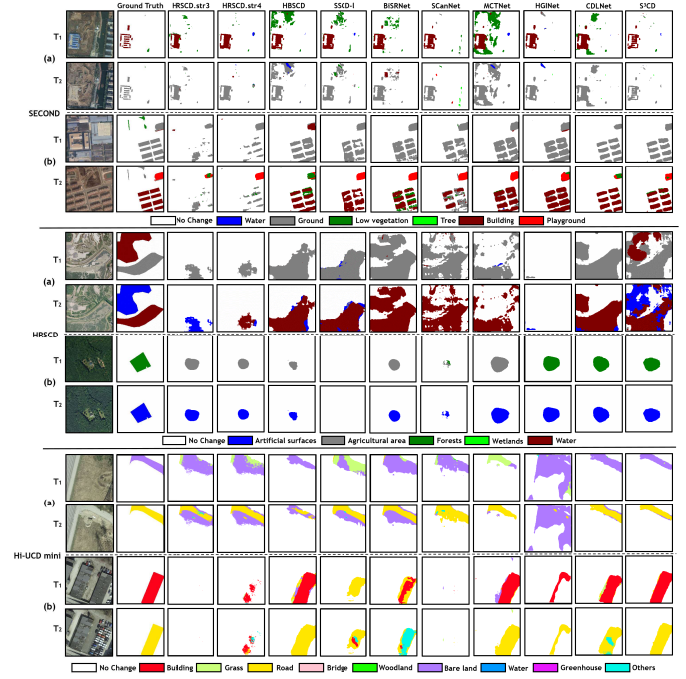 Ground Truth HRSCD.str3 HRSCD.str4 HBSCD SSCD-l BiSRNet SCanNet MCTNet HGINet CDLNet S²CD
T₁
(a)
T₂
SECOND
T₁
(b)
T₂
No Change Water Ground Low vegetation Tree Building Playground
T₁
(a)
T₂
HRSCD
T₁
(b)
T₂
No Change Artificial surfaces Agricultural area Forests Wetlands Water
T₁
(a)
T₂
Hi-UCD mini
T₁
(b)
T₂
No Change Building Grass Road Bridge Woodland Bare land Water Greenhouse Others